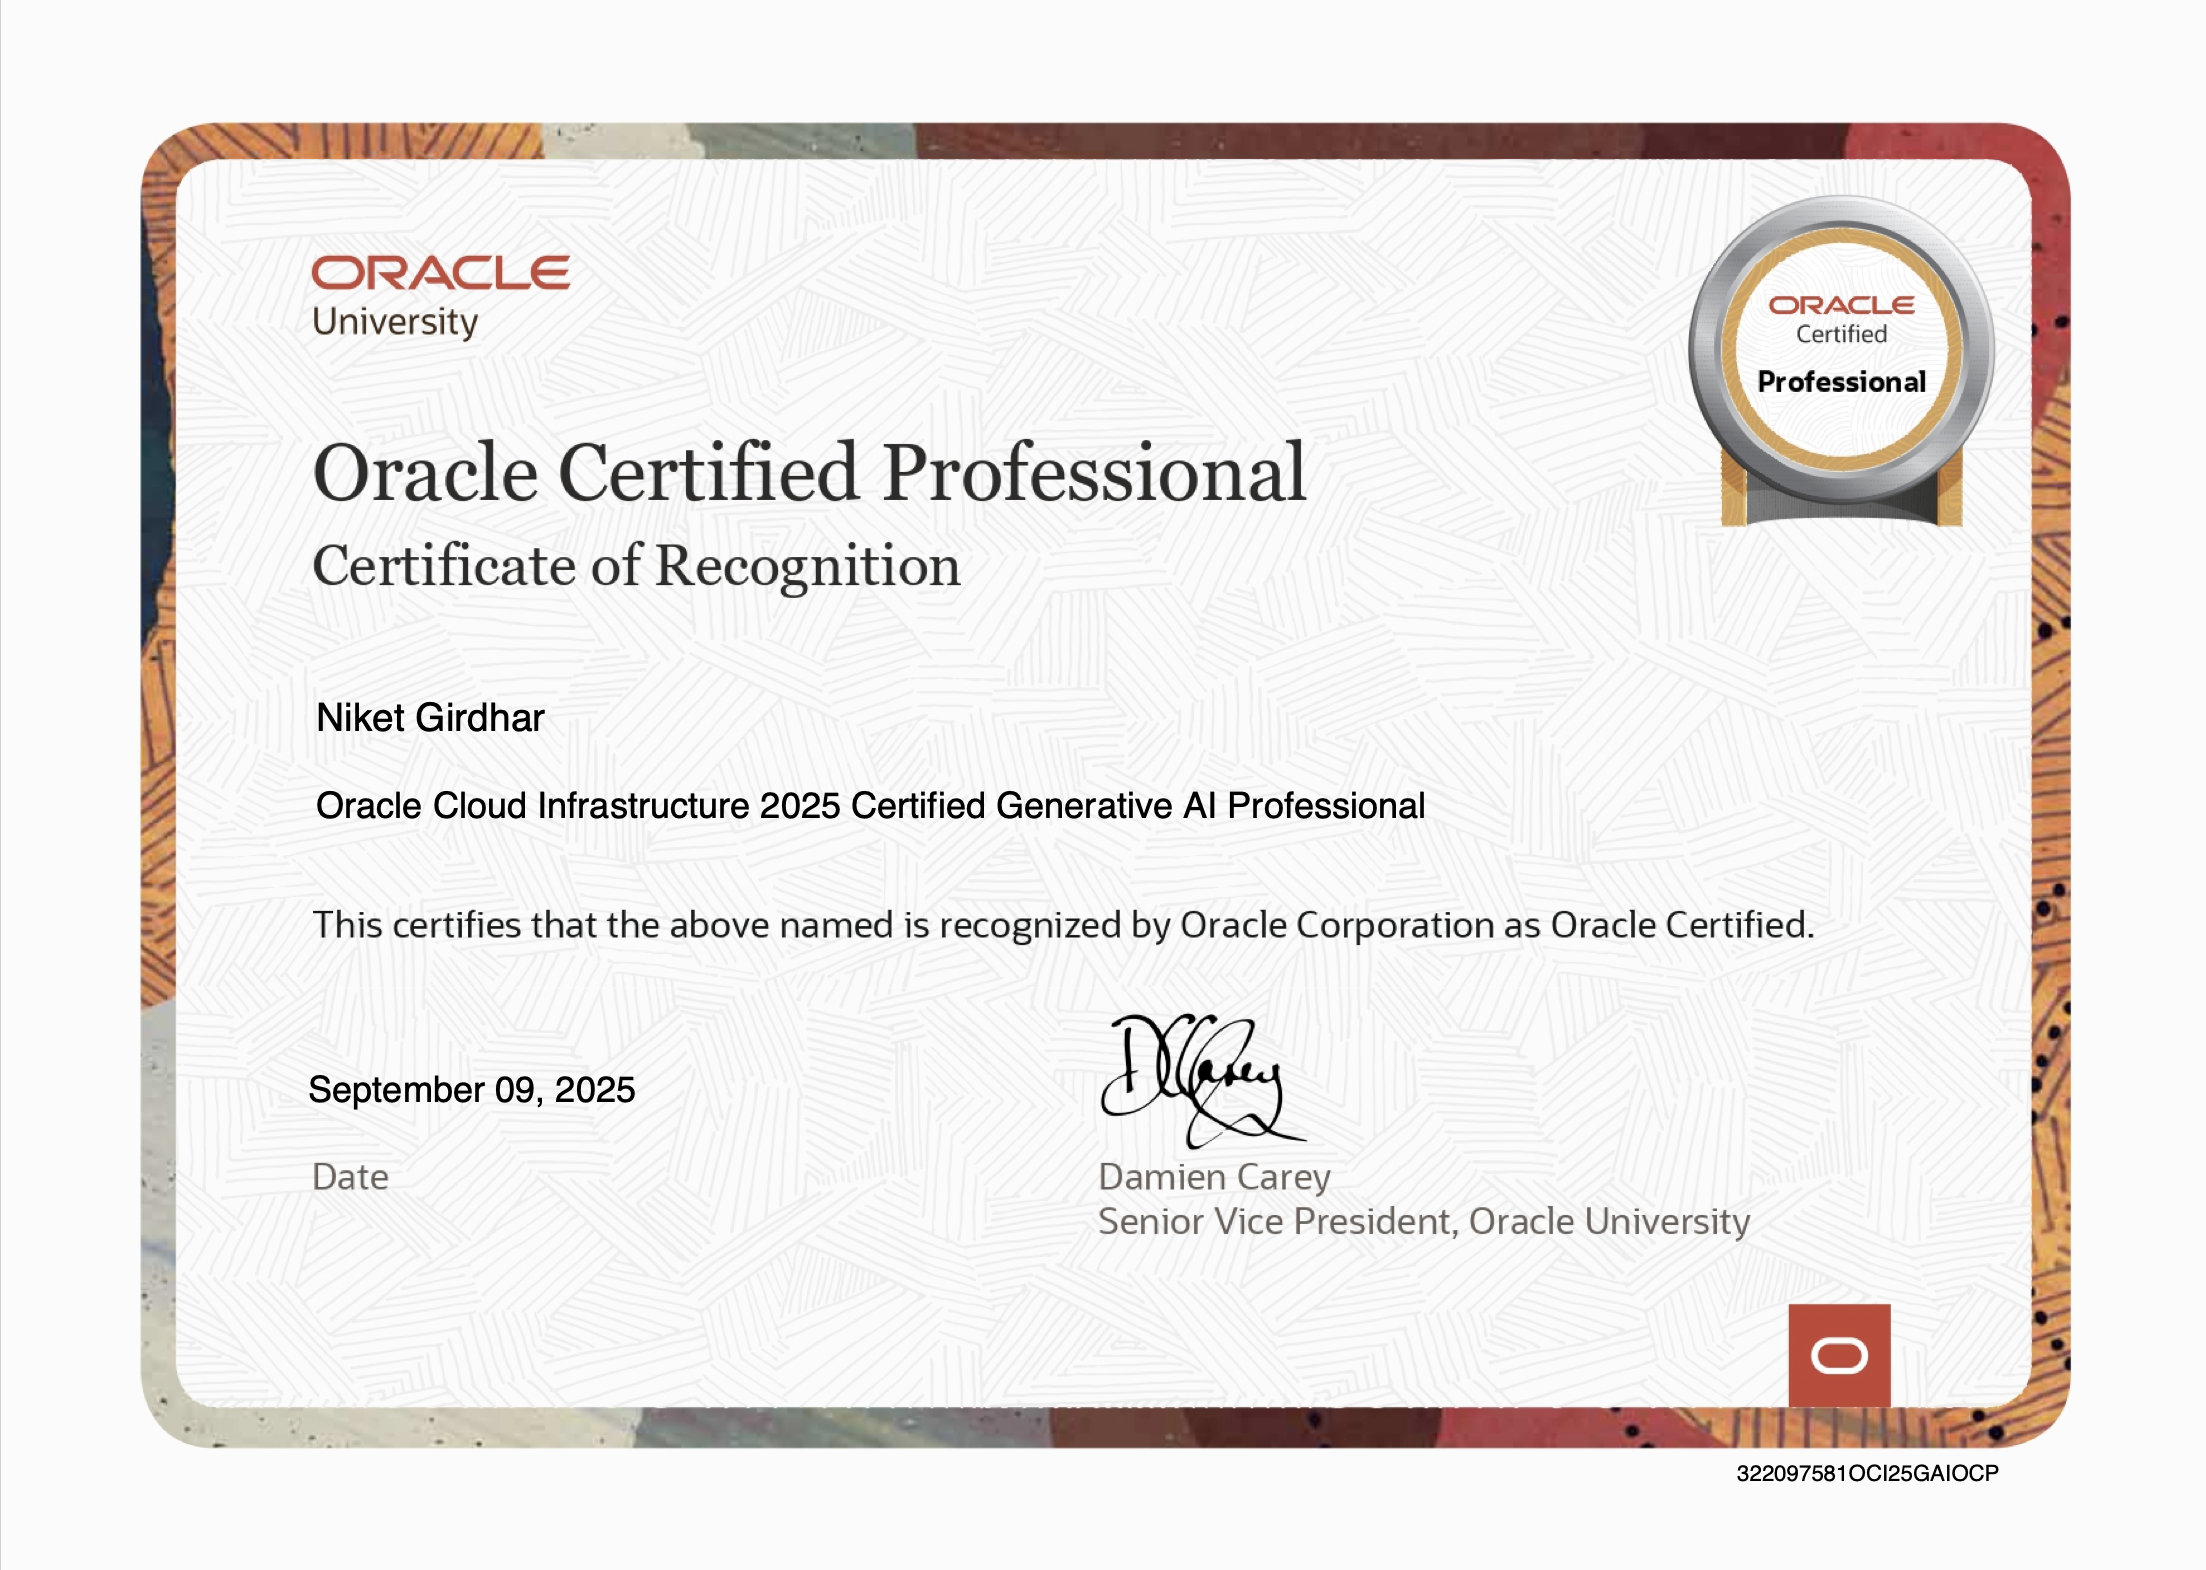 ORACLE
University
ORACLE
Certified
Professional
Oracle Certified Professional
Certificate of Recognition
Niket Girdhar
Oracle Cloud Infrastructure 2025 Certified Generative AI Professional
This certifies that the above named is recognized by Oracle Corporation as Oracle Certified.
DCCarey
September 09, 2025
Date
Damien Carey
Senior Vice President, Oracle University
322097581OCI25GAIOCP